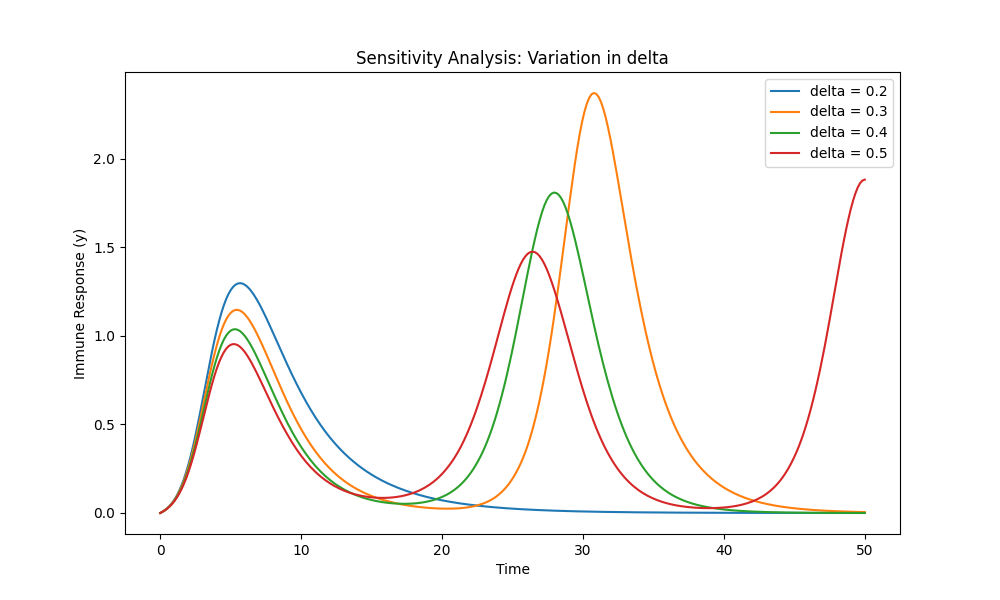 Sensitivity Analysis: Variation in delta
delta = 0.2
delta = 0.3
delta = 0.4
delta = 0.5
Immune Response (y)
2.0
1.5
1.0
0.5
0.0
0 10 20 30 40 50
Time